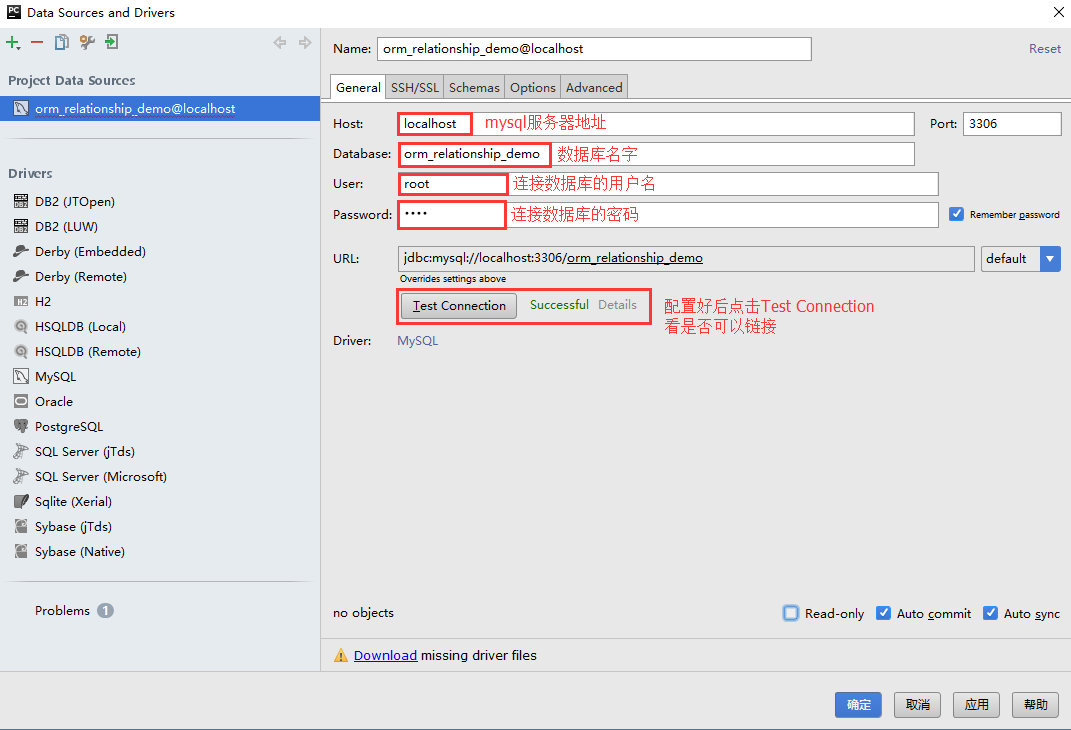 PC Data Sources and Drivers
Project Data Sources
orm_relationship_demo@localhost
Drivers
DB2 (JTOpen)
DB2 (LUW)
Derby (Embedded)
Derby (Remote)
H2
HSQLDB (Local)
HSQLDB (Remote)
MySQL
Oracle
PostgreSQL
SQL Server (jTds)
SQL Server (Microsoft)
Sqlite (Xerial)
Sybase (jTds)
Sybase (Native)
Problems 1
Name: orm_relationship_demo@localhost Reset
General SSH/SSL Schemas Options Advanced
Host: localhost mysql服务器地址 Port: 3306
Database: orm_relationship_demo 数据库名字
User: root 连接数据库的用户名
Password: •••• 连接数据库的密码 Remember password
URL: jdbc:mysql://localhost:3306/orm_relationship_demo default
Overrides settings above
Test Connection Successful Details 配置好后点击Test Connection
看是否可以链接
Driver: MySQL
no objects Read-only Auto commit Auto sync
Download missing driver files
确定 取消 应用 帮助